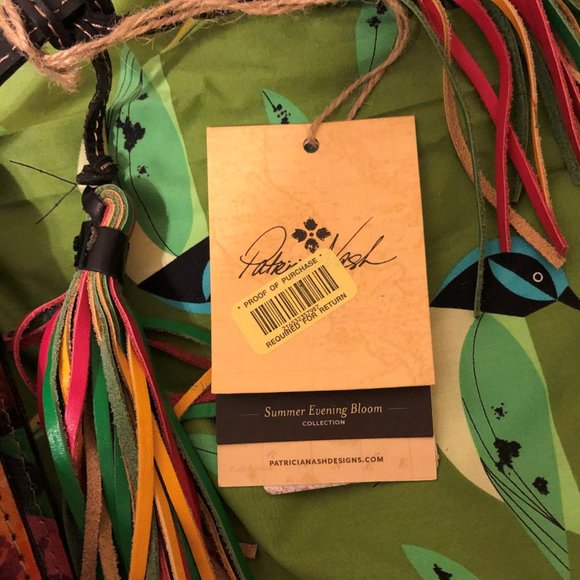 Patricia Nash
* PROOF OF PURCHASE *
REQUIRED FOR RETURN
Summer Evening Bloom
COLLECTION
PATRICIANASHDESIGNS.COM